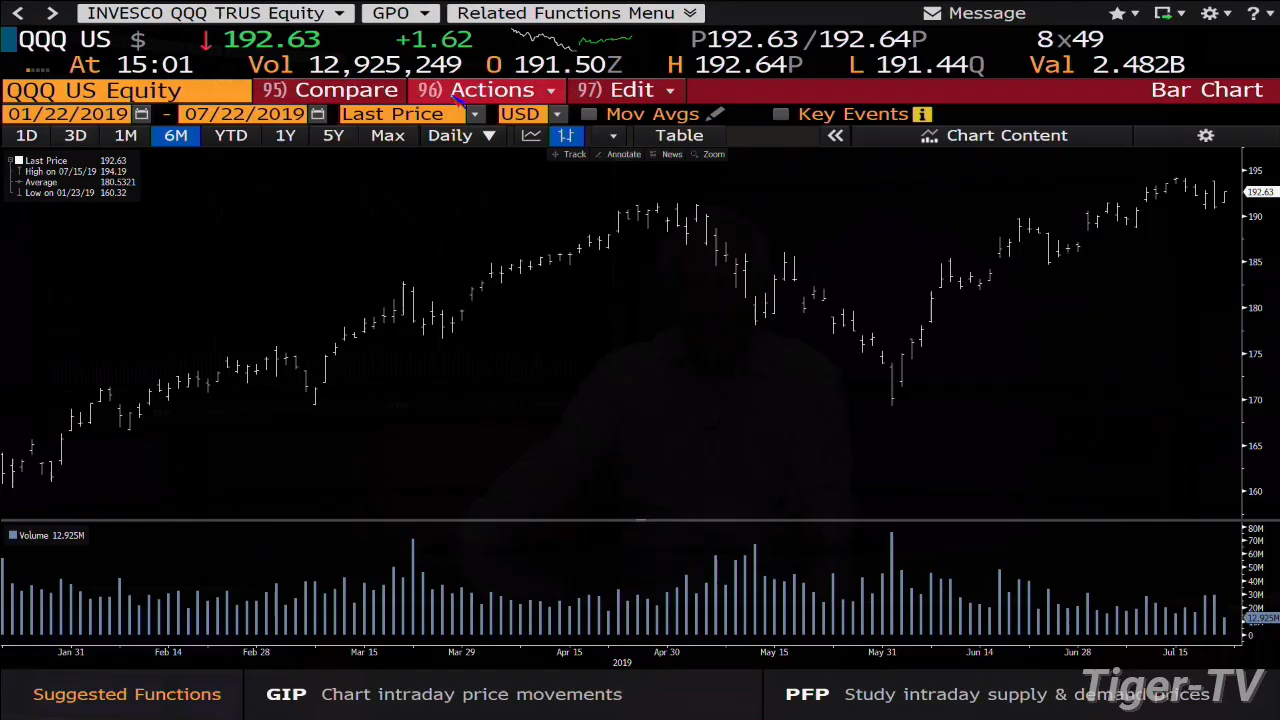 INVESCO QQQ TRUS Equity GPO Related Functions Menu Message
QQQ US $ 192.63 +1.62 P192.63/192.64P 8x49
At 15:01 Vol 12,925,249 O 191.50Z H 192.64P L 191.44Q Val 2.482B
QQQ US Equity 95) Compare 96) Actions 97) Edit Bar Chart
01/22/2019 - 07/22/2019 Last Price USD Mov Avgs Key Events
1D 3D 1M 6M YTD 1Y 5Y Max Daily Table Chart Content
Track Annotate News Zoom
Last Price 192.63
High on 07/15/19 194.19
Average 180.5321
Low on 01/23/19 160.32
195
192.63
190
185
180
175
170
165
160
Volume 12.925M
80M
70M
60M
50M
40M
30M
20M
12.925M
0
Jan 31 Feb 14 Feb 28 Mar 15 Mar 29 Apr 15 Apr 30 May 15 May 31 Jun 14 Jun 28 Jul 15
2019
Suggested Functions GIP Chart intraday price movements PFP Study intraday supply & demand prices
Tiger-TV